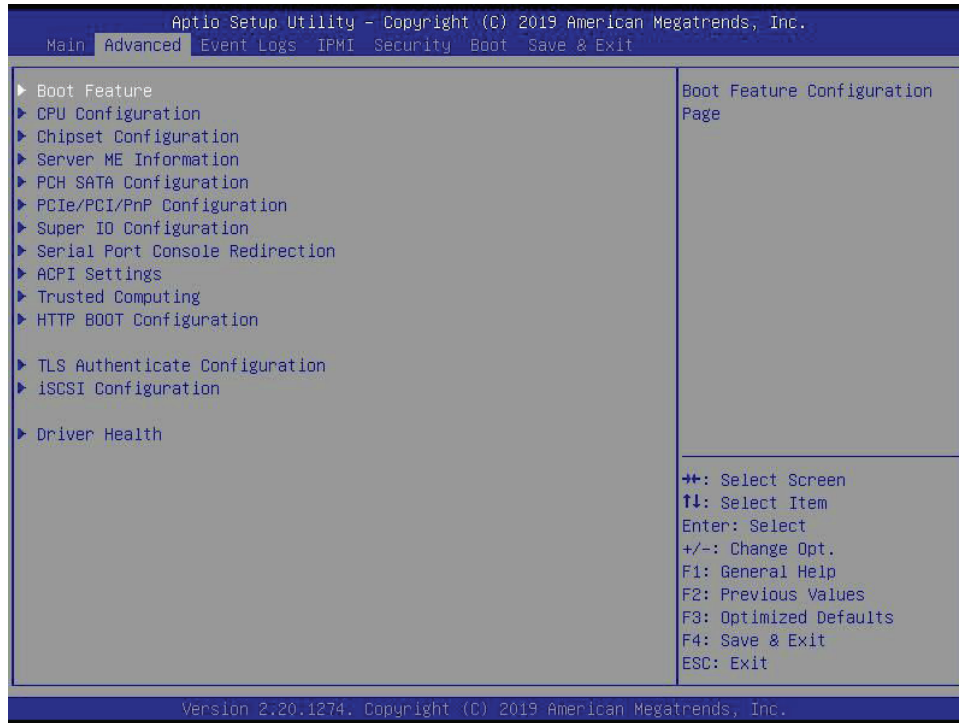 Aptio Setup Utility – Copyright (C) 2019 American Megatrends, Inc.
Main Advanced Event Logs IPMI Security Boot Save & Exit
Boot Feature
CPU Configuration
Chipset Configuration
Server ME Information
PCH SATA Configuration
PCIe/PCI/PnP Configuration
Super IO Configuration
Serial Port Console Redirection
ACPI Settings
Trusted Computing
HTTP BOOT Configuration
TLS Authenticate Configuration
iSCSI Configuration
Driver Health
Boot Feature Configuration
Page
→←: Select Screen
↑↓: Select Item
Enter: Select
+/-: Change Opt.
F1: General Help
F2: Previous Values
F3: Optimized Defaults
F4: Save & Exit
ESC: Exit
Version 2.20.1274. Copyright (C) 2019 American Megatrends, Inc.